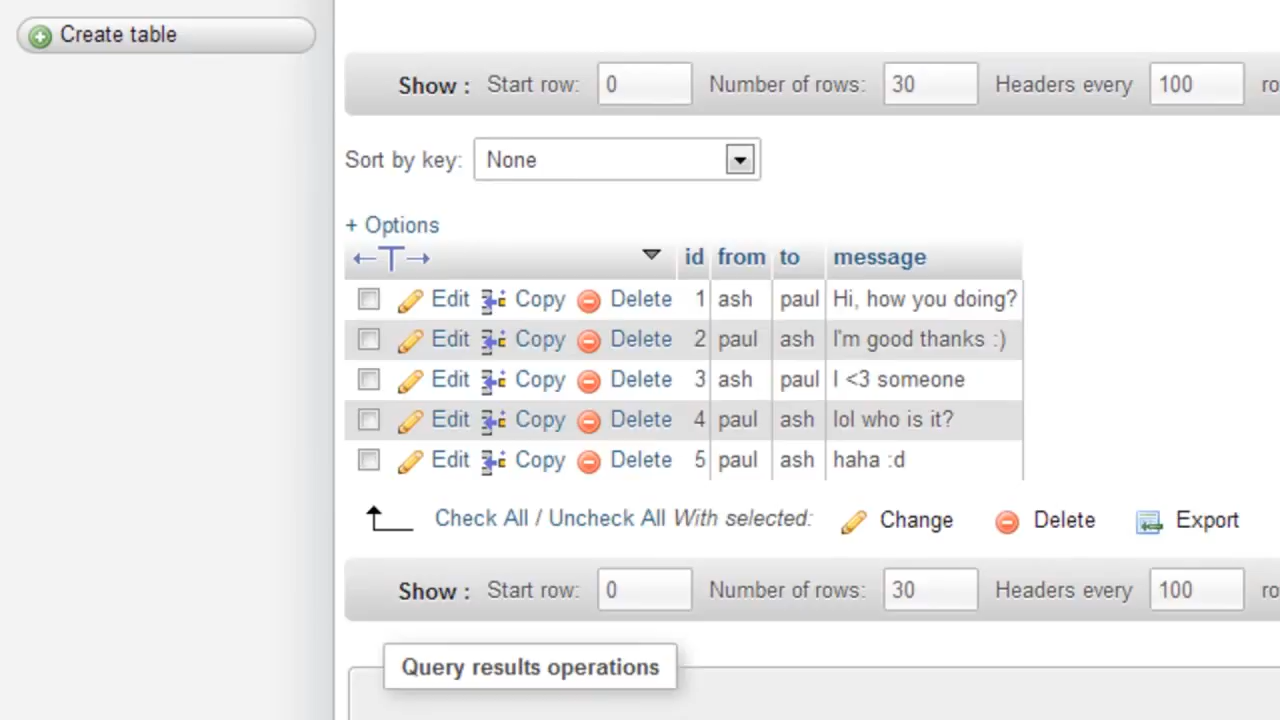 Create table
Show : Start row: 0 Number of rows: 30 Headers every 100 ro
Sort by key: None
+ Options
id from to message
Edit Copy Delete 1 ash paul Hi, how you doing?
Edit Copy Delete 2 paul ash I'm good thanks :)
Edit Copy Delete 3 ash paul I <3 someone
Edit Copy Delete 4 paul ash lol who is it?
Edit Copy Delete 5 paul ash haha :d
Check All / Uncheck All With selected: Change Delete Export
Show : Start row: 0 Number of rows: 30 Headers every 100 ro
Query results operations